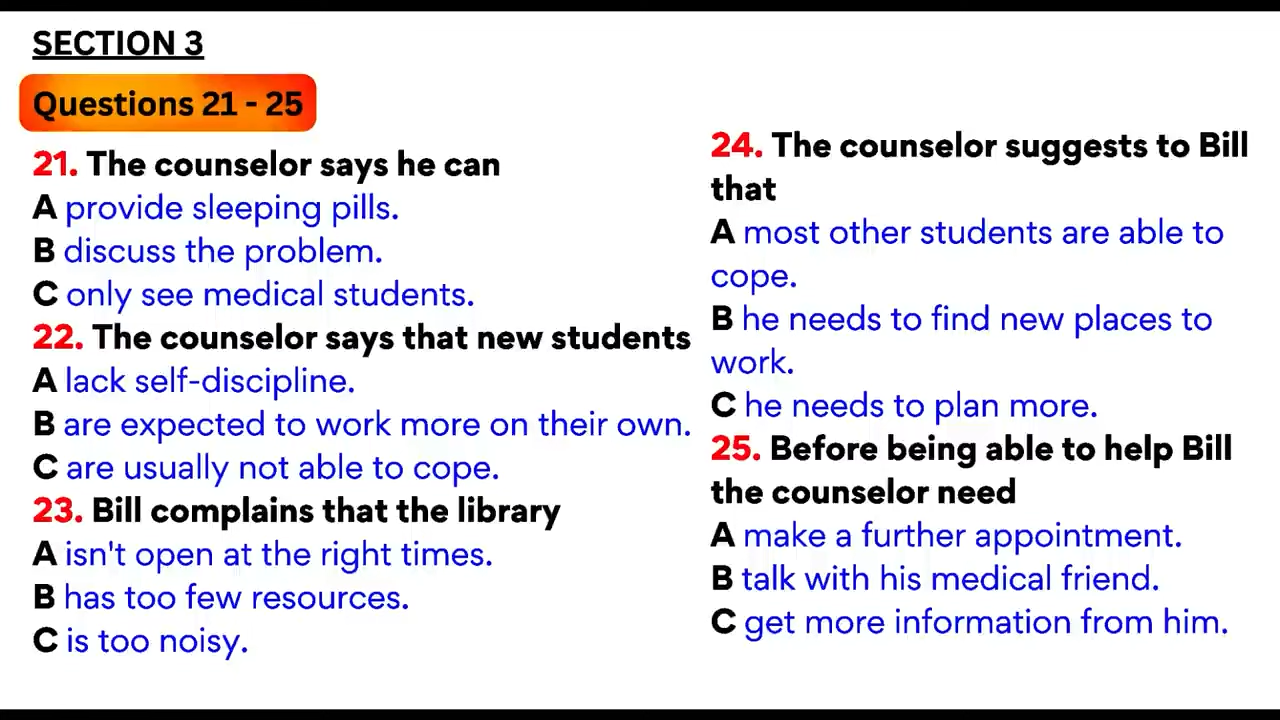 SECTION 3
Questions 21 - 25
21. The counselor says he can
A provide sleeping pills.
B discuss the problem.
C only see medical students.
22. The counselor says that new students
A lack self-discipline.
B are expected to work more on their own.
C are usually not able to cope.
23. Bill complains that the library
A isn't open at the right times.
B has too few resources.
C is too noisy.
24. The counselor suggests to Bill
that
A most other students are able to
cope.
B he needs to find new places to
work.
C he needs to plan more.
25. Before being able to help Bill
the counselor need
A make a further appointment.
B talk with his medical friend.
C get more information from him.